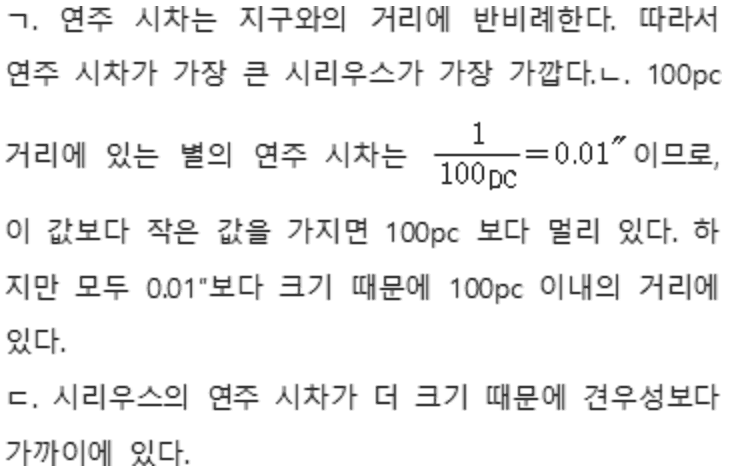 ㄱ. 연주 시차는 지구와의 거리에 반비례한다. 따라서
연주 시차가 가장 큰 시리우스가 가장 가깝다.ㄴ. 100pc
거리에 있는 별의 연주 시차는 1/100pc=0.01″이므로,
이 값보다 작은 값을 가지면 100pc 보다 멀리 있다. 하
지만 모두 0.01"보다 크기 때문에 100pc 이내의 거리에
있다.
ㄷ. 시리우스의 연주 시차가 더 크기 때문에 견우성보다
가까이에 있다.